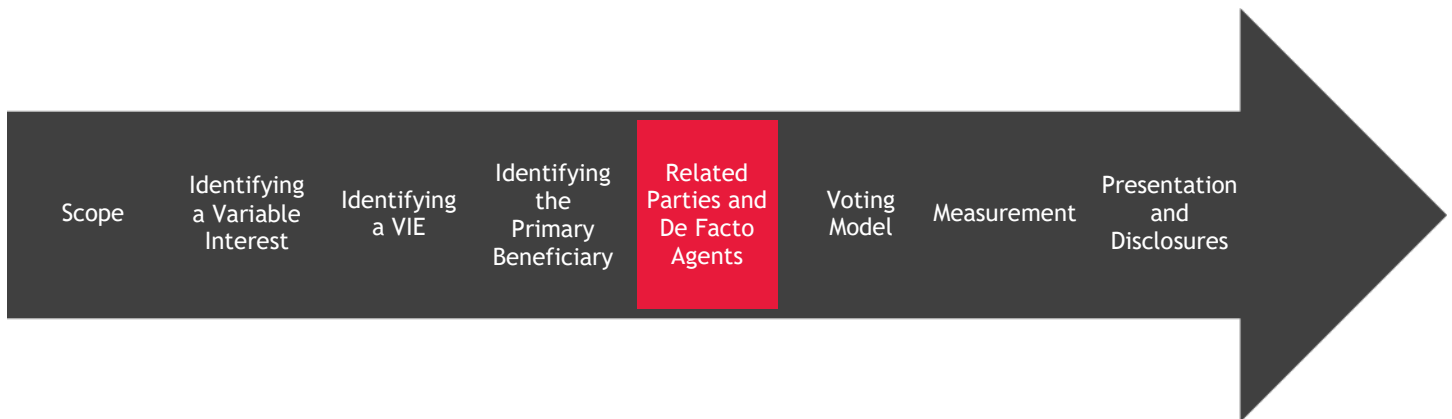 Scope
Identifying
a Variable
Interest
Identifying
a VIE
Identifying
the
Primary
Beneficiary
Related
Parties and
De Facto
Agents
Voting
Model
Measurement
Presentation
and
Disclosures